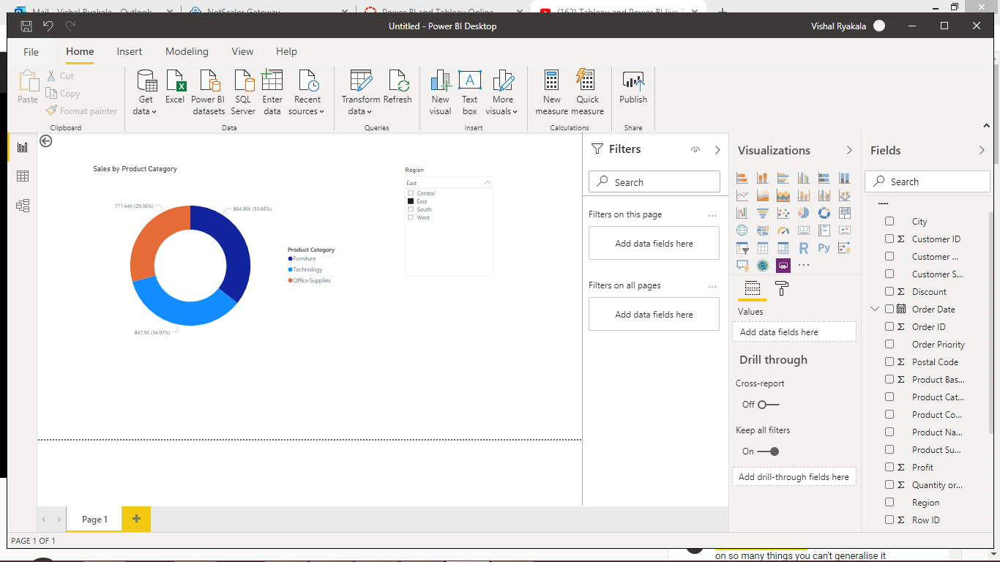 Mail - Vishal Ryakala - Outlook
NetScaler Gateway
Power BI and Tableau Online
(162) Tableau and Power BI live
Untitled - Power BI Desktop
Vishal Ryakala
File
Home
Insert
Modeling
View
Help
Paste
Cut
Copy
Format painter
Clipboard
Get data
Excel
Power BI datasets
SQL Server
Enter data
Recent sources
Data
Transform data
Refresh
Queries
New visual
Text box
More visuals
Insert
New measure
Quick measure
Calculations
Publish
Share
Sales by Product Category
711.44K (29.36%)
864.06K (35.66%)
847.3K (34.97%)
Product Category
Furniture
Technology
Office Supplies
Region
East
Central
East
South
West
Filters
Search
Filters on this page
...
Add data fields here
Filters on all pages
...
Add data fields here
Visualizations
123
R
Py
...
Values
Add data fields here
Drill through
Cross-report
Off
Keep all filters
On
Add drill-through fields here
Fields
Search
City
Σ Customer ID
Customer ...
Customer S...
Σ Discount
Order Date
Σ Order ID
Order Priority
Σ Postal Code
Σ Product Bas...
Product Cat...
Product Co...
Product Na...
Product Su...
Σ Profit
Σ Quantity or...
Region
Σ Row ID
Page 1
+
PAGE 1 OF 1
on so many things you can't generalise it